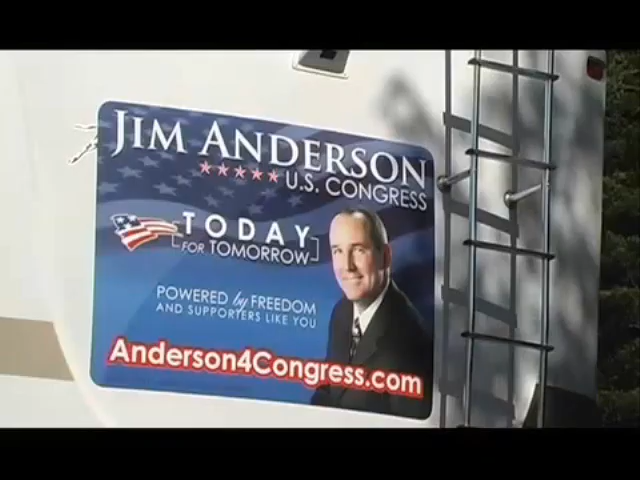 JIM ANDERSON
U.S. CONGRESS
TODAY
FOR TOMORROW
POWERED by FREEDOM
AND SUPPORTERS LIKE YOU
Anderson4Congress.com